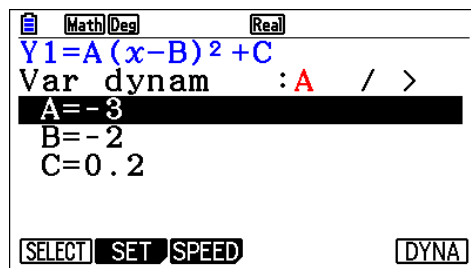 Math Deg Real
Y1=A(x-B)²+C
Var dynam :A / >
A=-3
B=-2
C=0.2
SELECT SET SPEED DYNA